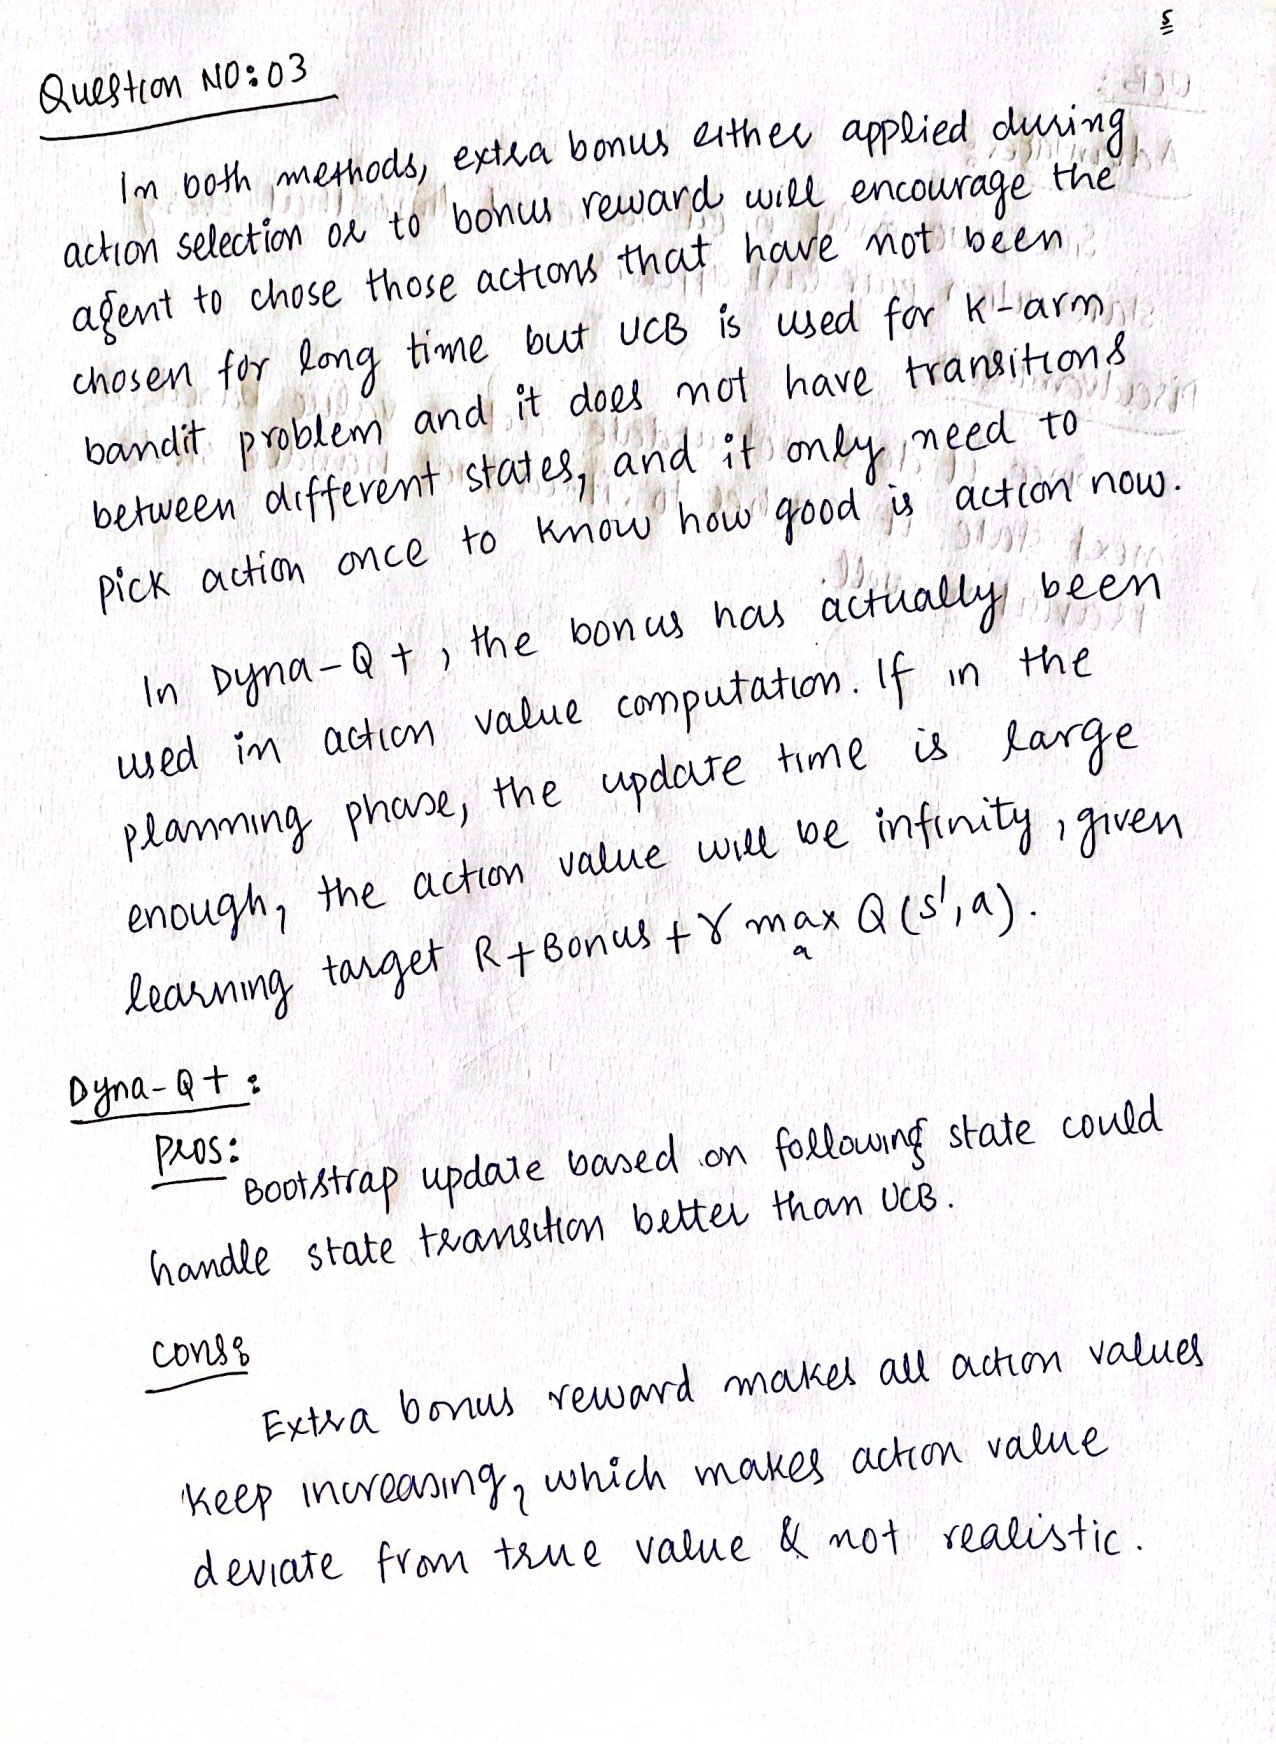 5
Question NO:03
In both methods, extra bonus either applied during
action selection or to bonus reward will encourage the
agent to chose those actions that have not been
chosen for long time but UCB is used for K-arm
bandit problem and it does not have transitions
between different states, and it only need to
pick action once to know how good is action now.
In Dyna-Q+, the bonus has actually been
used in action value computation. If in the
planning phase, the update time is large
enough, the action value will be infinity, given
learning target R+Bonus+γ max Q(s',a).
a
Dyna-Q+:
Pros:
Bootstrap update based on following state could
handle state transition better than UCB.
Cons:
Extra bonus reward makes all action values
keep increasing, which makes action value
deviate from true value & not realistic.